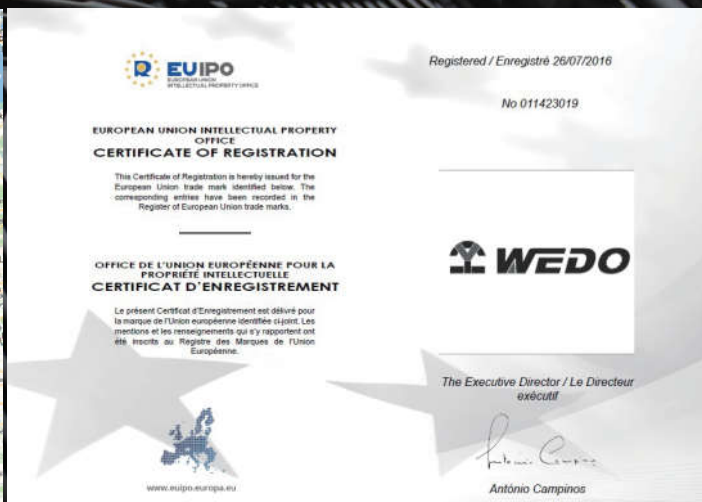 EUIPO
EUROPEAN UNION
INTELLECTUAL PROPERTY OFFICE
EUROPEAN UNION INTELLECTUAL PROPERTY
OFFICE
CERTIFICATE OF REGISTRATION
This Certificate of Registration is hereby issued for the
European Union trade mark identified below. The
corresponding entries have been recorded in the
Register of European Union trade marks.
OFFICE DE L'UNION EUROPÉENNE POUR LA
PROPRIÉTÉ INTELLECTUELLE
CERTIFICAT D'ENREGISTREMENT
Le présent Certificat d'Enregistrement est délivré pour
la marque de l'Union européenne identifiée ci-joint. Les
mentions et les renseignements qui s'y rapportent ont
été inscrits au Registre des Marques de l'Union
Européenne.
www.euipo.europa.eu
Registered / Enregistré 26/07/2016
No 011423019
WEDO
The Executive Director / Le Directeur
exécutif
António Campinos